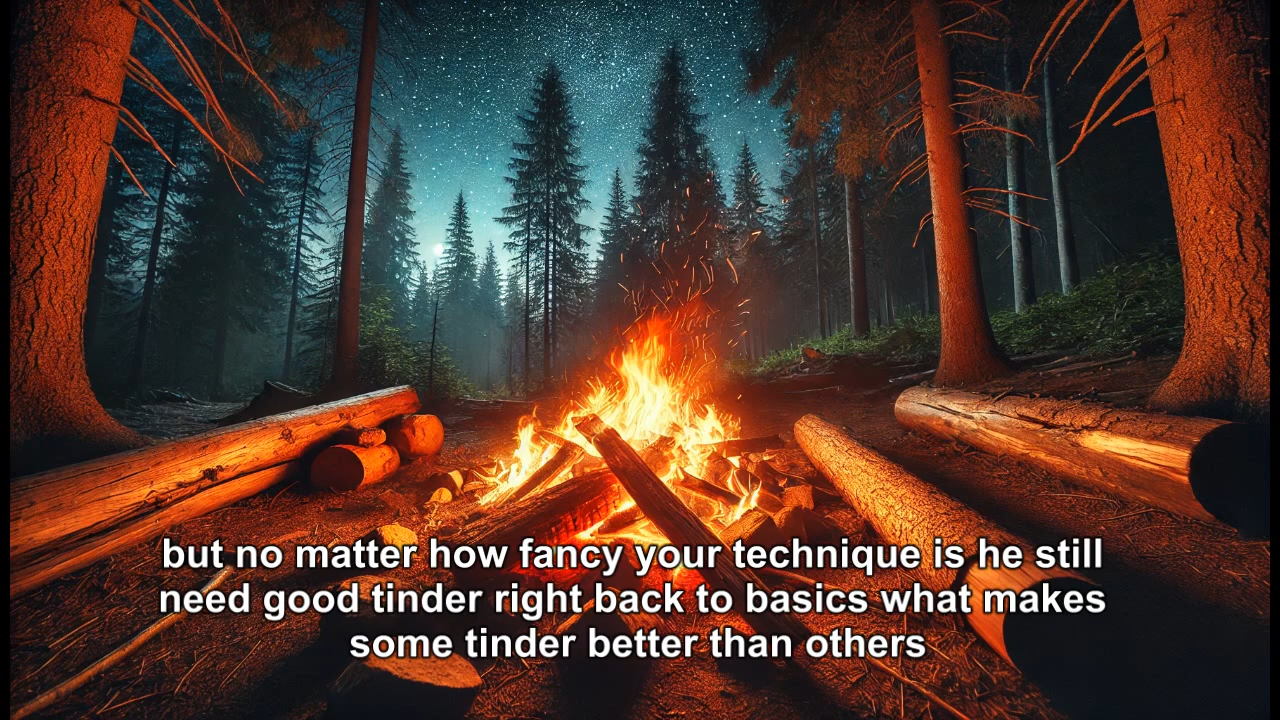 but no matter how fancy your technique is he still
need good tinder right back to basics what makes
some tinder better than others